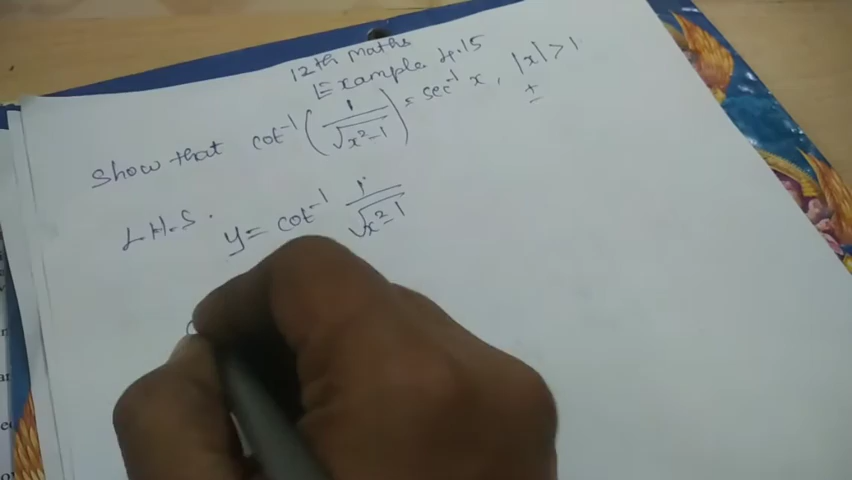 12th Maths
Example 4.15
Show that cot⁻¹(1/√x²-1) = sec⁻¹ x, |x| > 1
±
L.H.S. y = cot⁻¹ 1/√x²-1